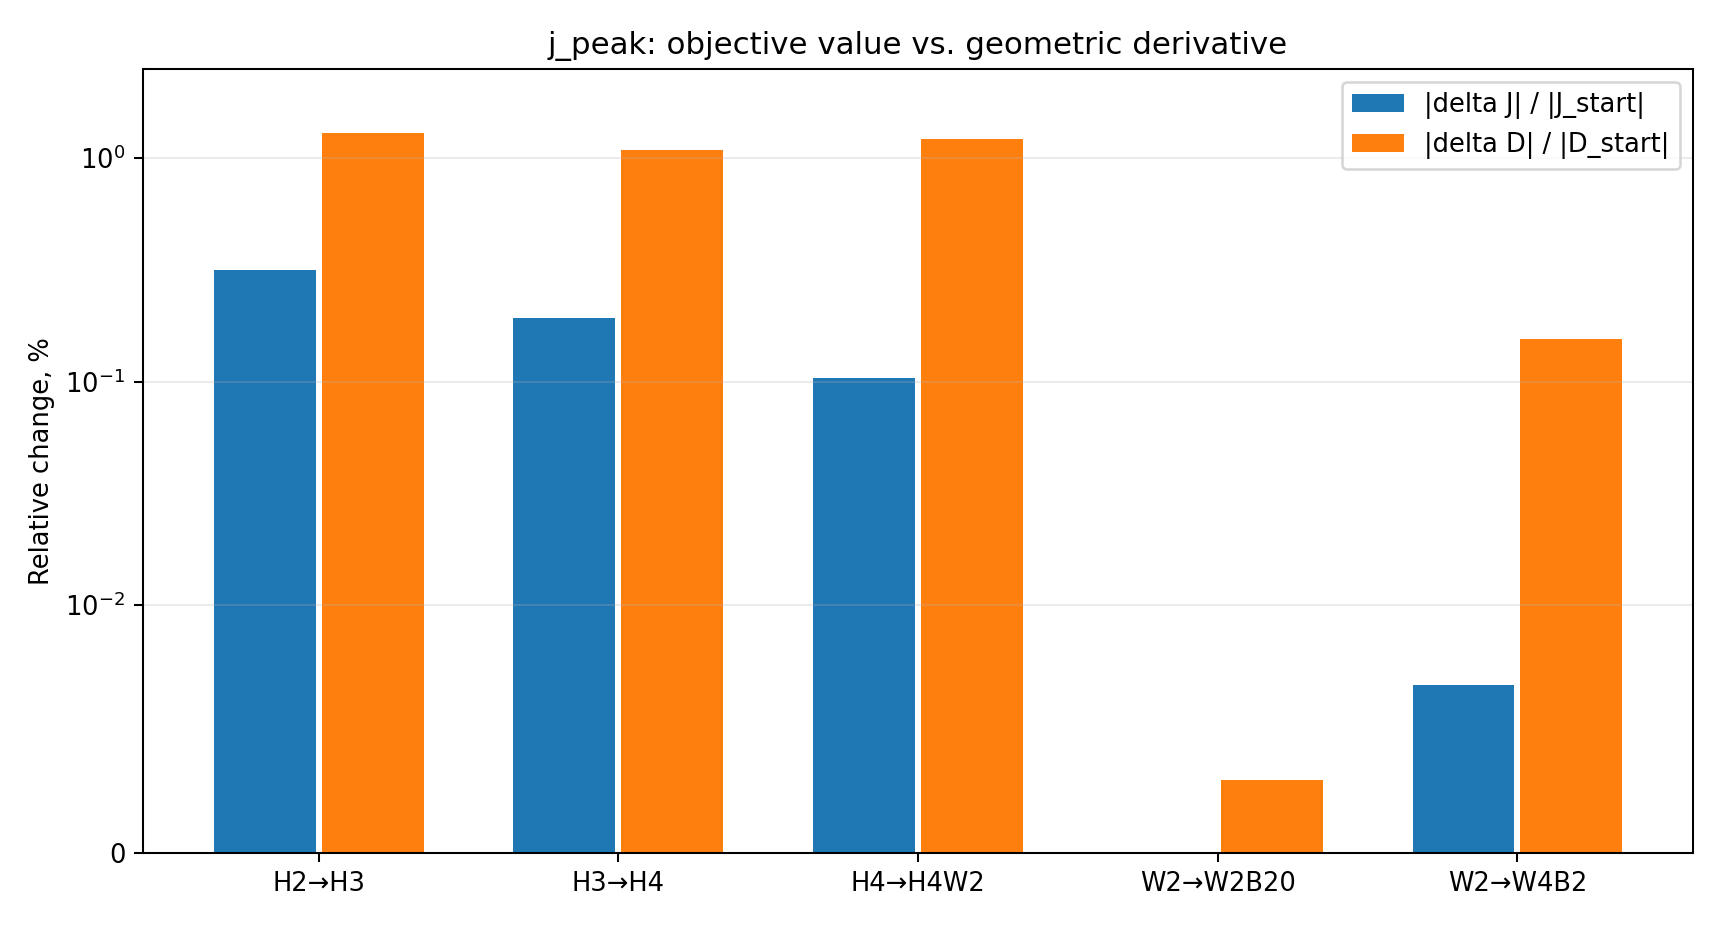 j_peak: objective value vs. geometric derivative
|delta J| / |J_start|
|delta D| / |D_start|
Relative change, %
10⁰
10⁻¹
10⁻²
0
H2→H3
H3→H4
H4→H4W2
W2→W2B20
W2→W4B2